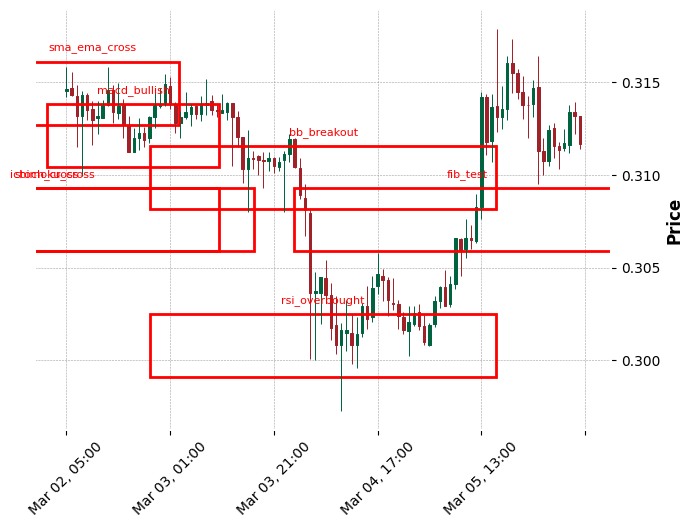 sma_ema_cross
macd_bullish
bb_breakout
fib_test
rsi_overbought
0.315
0.310
0.305
0.300
Price
Mar 02, 05:00
Mar 03, 01:00
Mar 03, 21:00
Mar 04, 17:00
Mar 05, 13:00